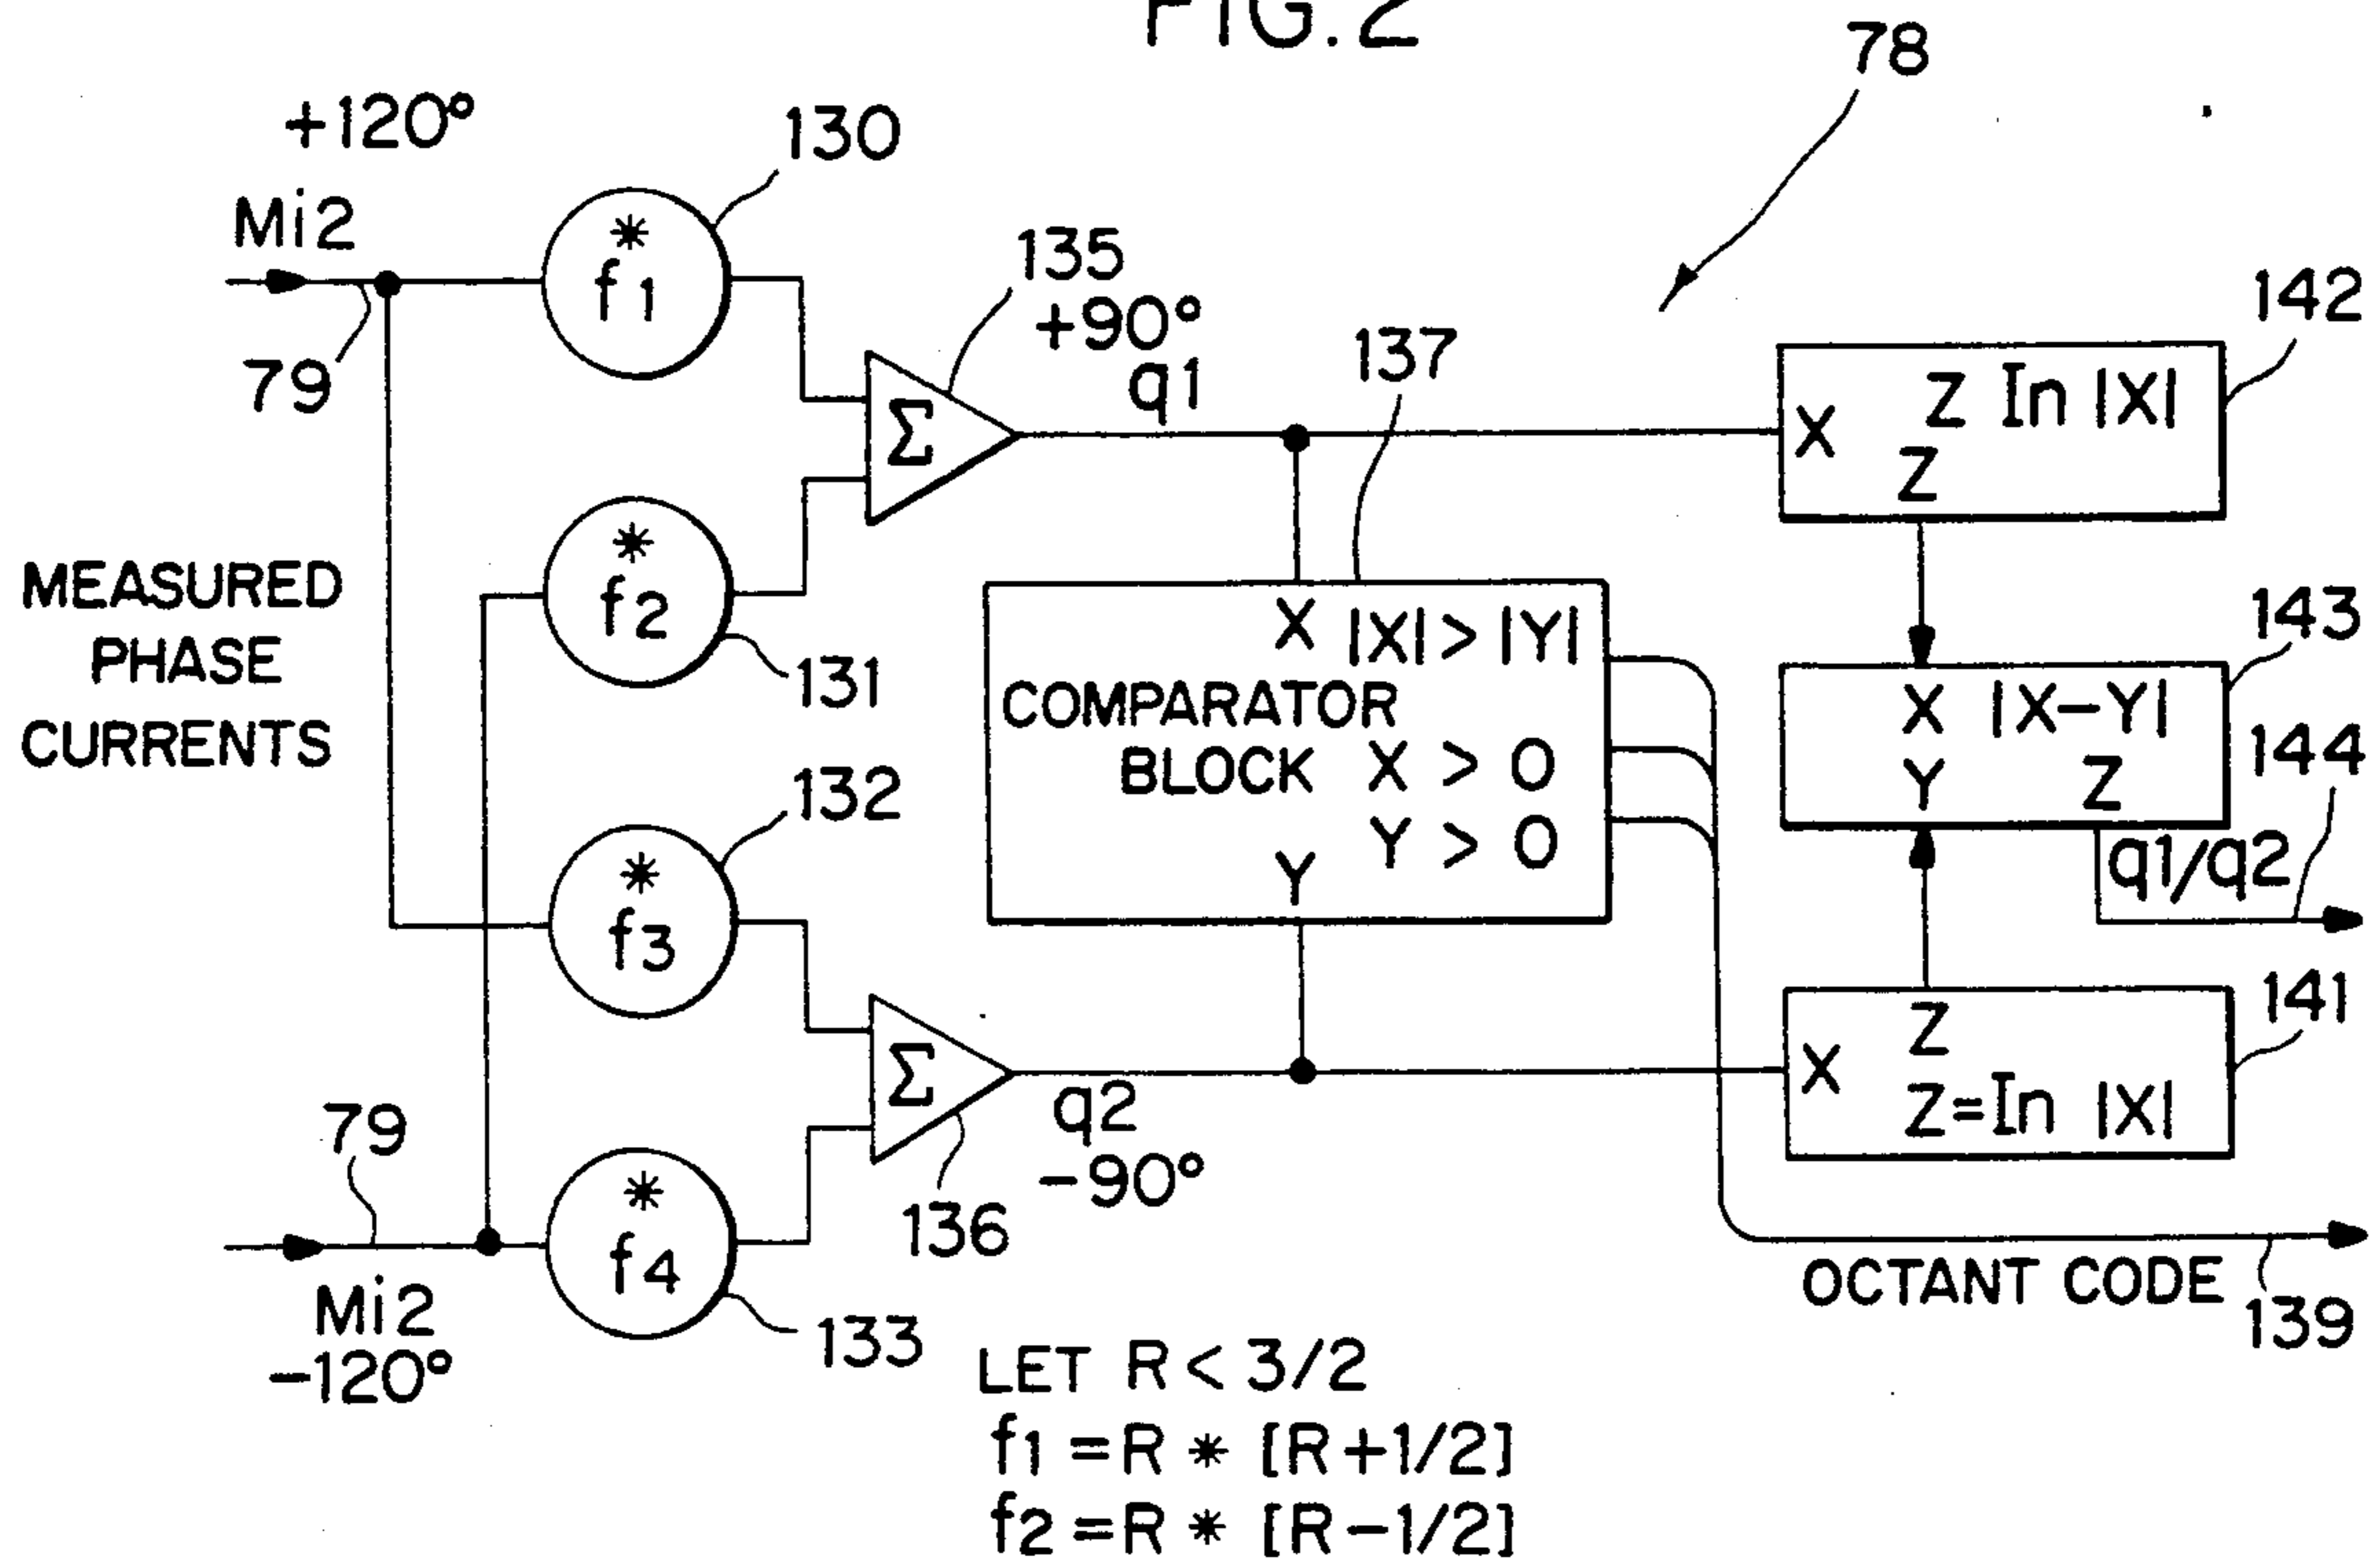 FIG. 2
78
+120°
130
Mi2
*
f1
135
+90°
q1
137
142
79
Σ
X
Z In |X|
Z
*
f2
131
MEASURED
PHASE
CURRENTS
X |X| > |Y|
COMPARATOR
BLOCK X > 0
Y > 0
Y
143
X |X-Y|
Y Z
144
q1/q2
132
*
f3
141
Z
X
Z=In |X|
Σ
q2
-90°
136
79
*
f4
133
Mi2
-120°
OCTANT CODE
139
LET R < 3/2
f1 = R * [R+1/2]
f2 = R * [R-1/2]